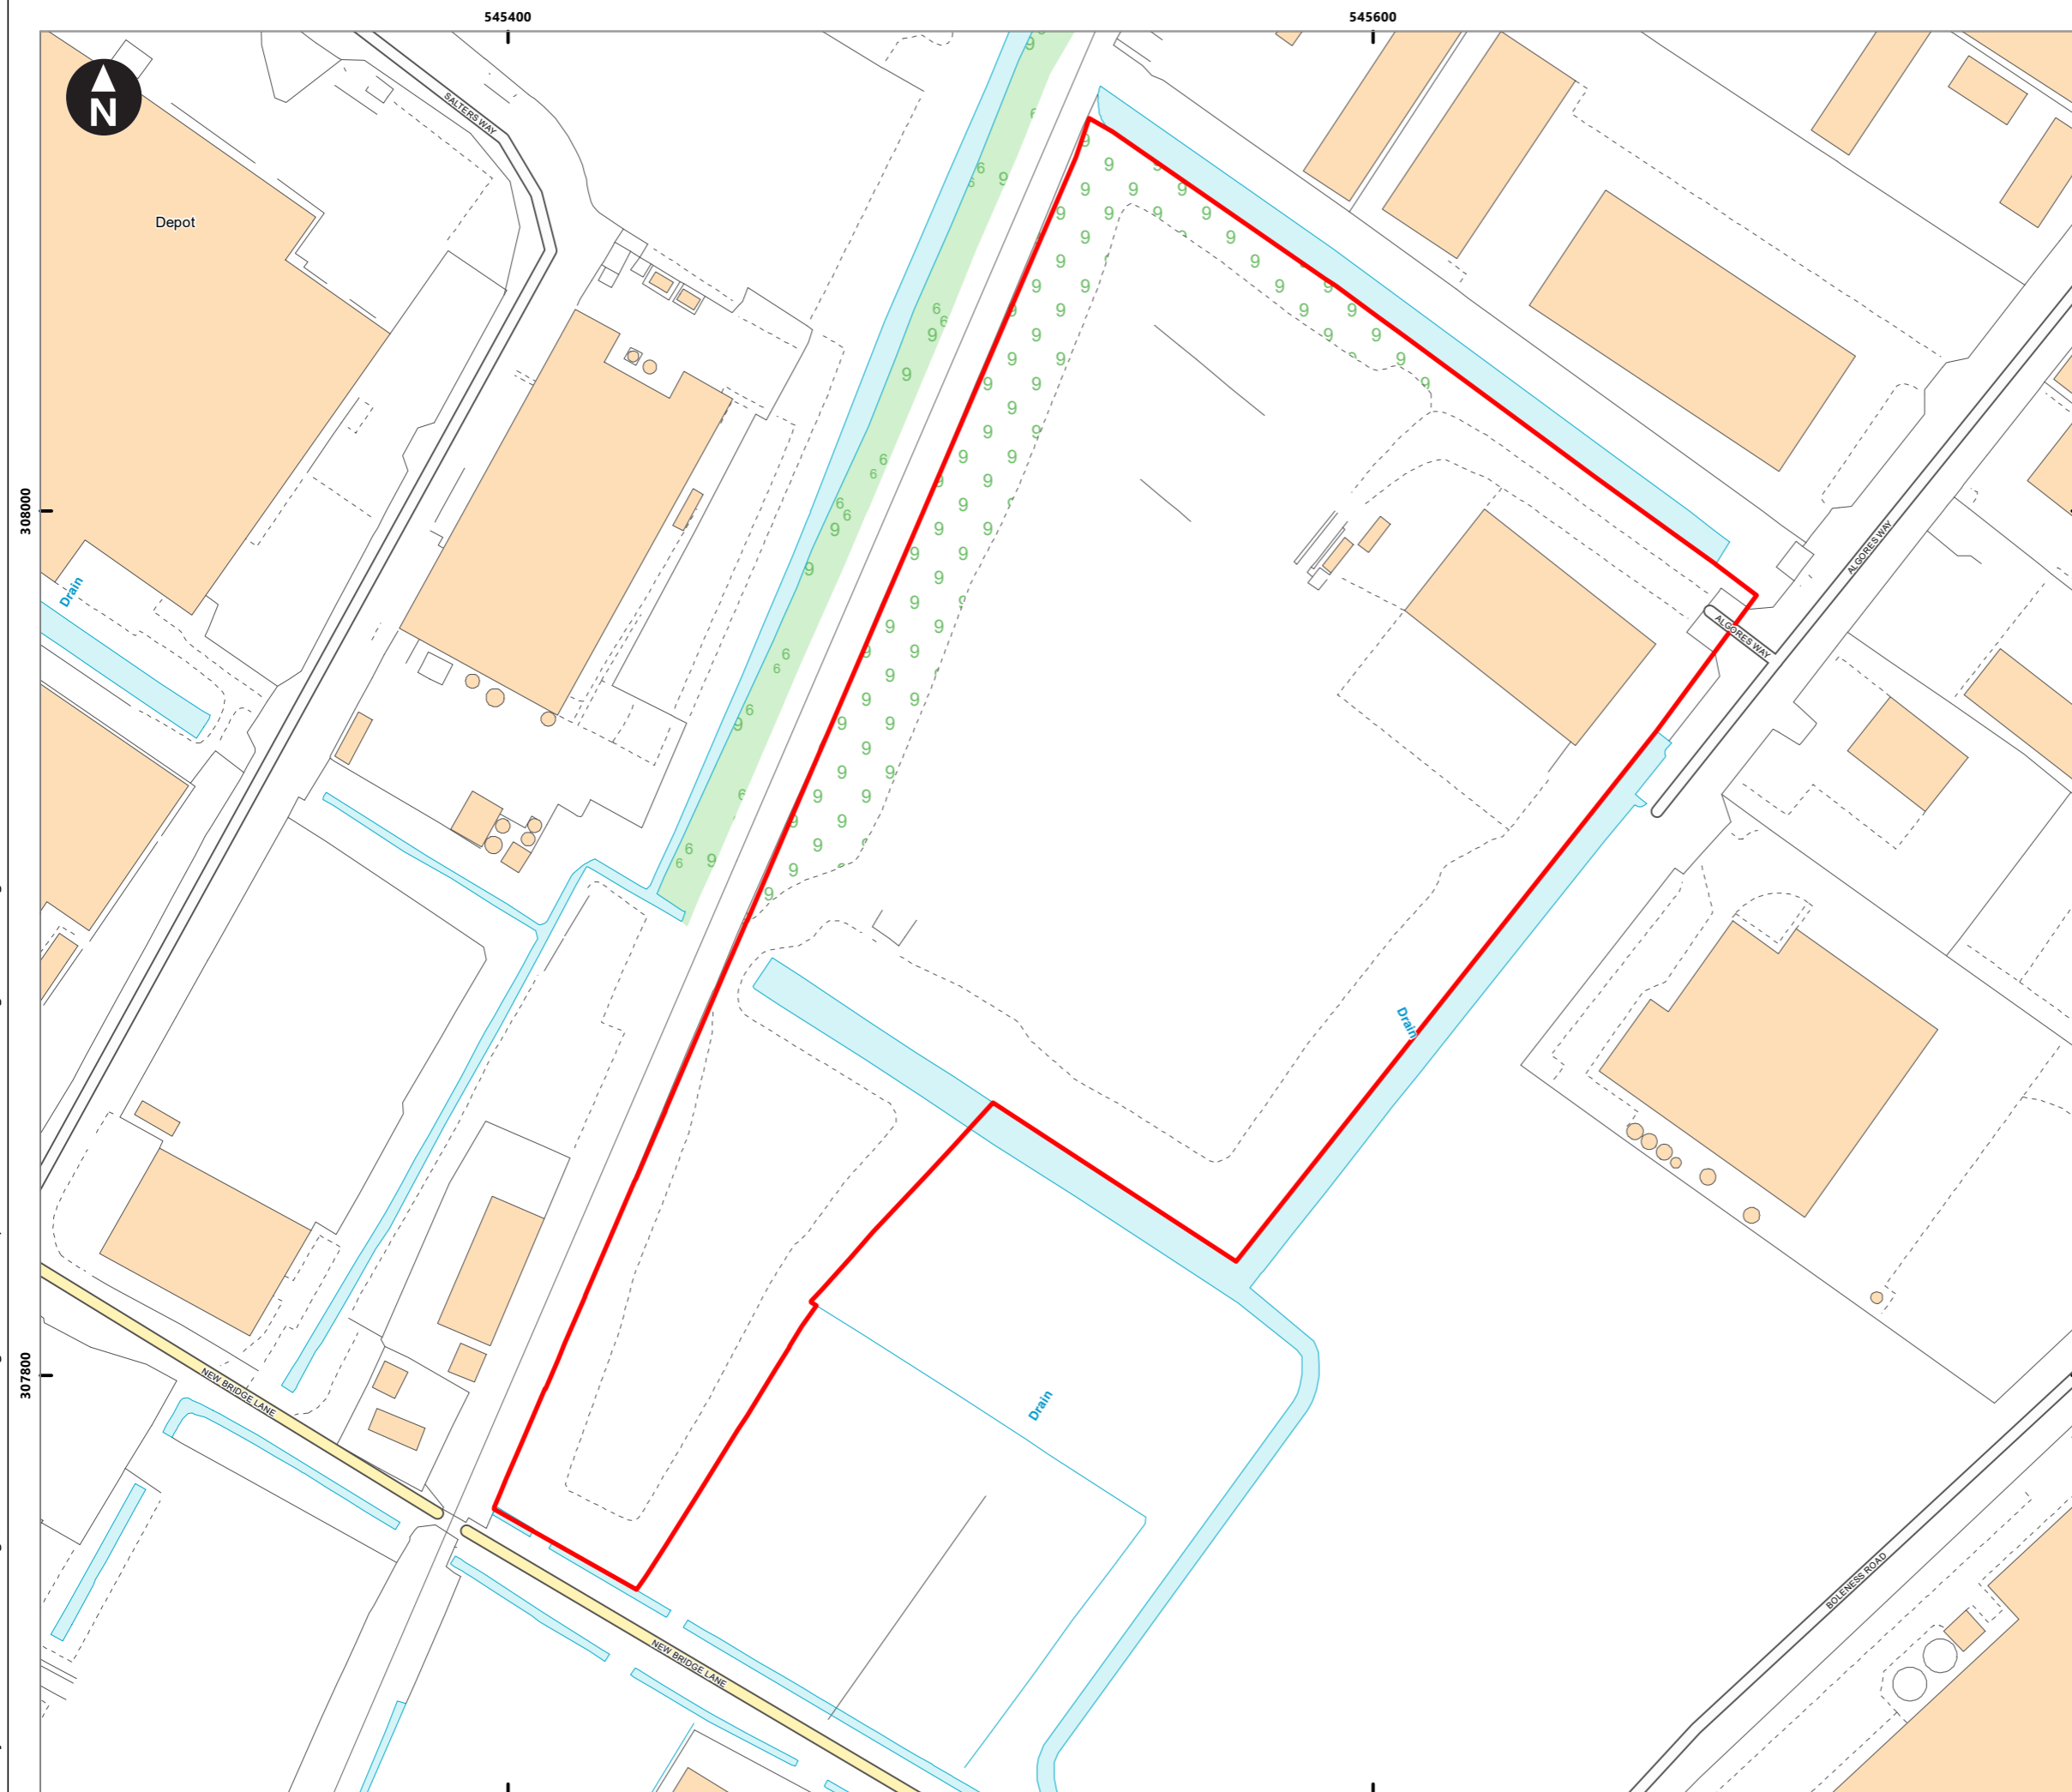 545400
545600
N
SALTERS WAY
Depot
308000
ALGORES WAY
Drain
ALGORES WAY
Drain
307800
NEW BRIDGE LANE
Drain
BOLENESS ROAD
NEW BRIDGE LANE